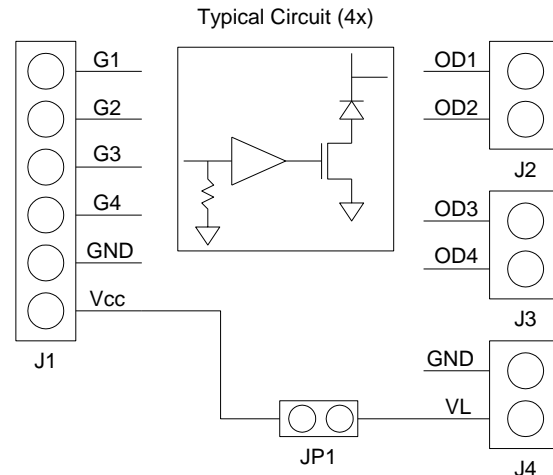 Typical Circuit (4x)
G1
G2
G3
G4
GND
Vcc
J1
OD1
OD2
J2
OD3
OD4
J3
GND
VL
J4
JP1